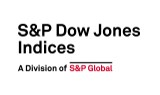 S&P Dow Jones
Indices
A Division of S&P Global